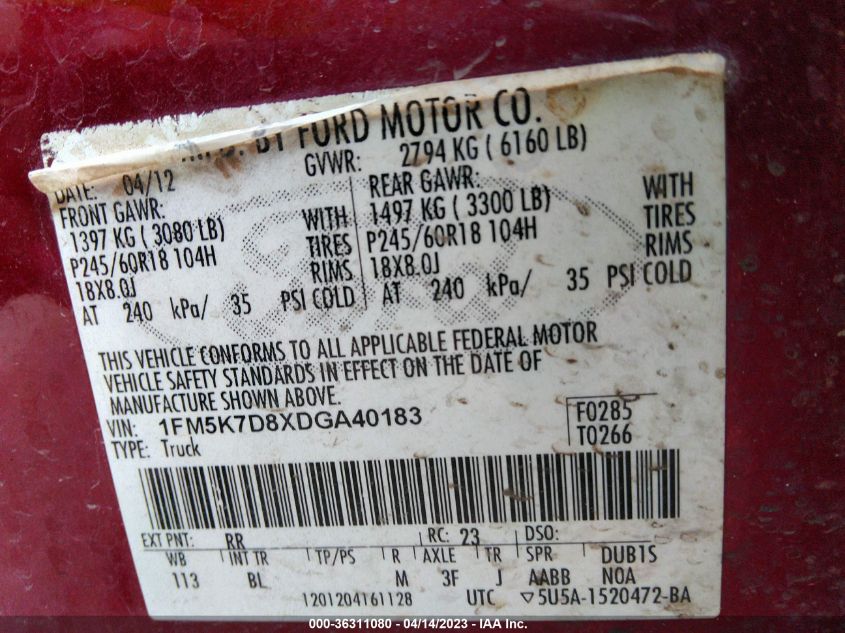 BY FORD MOTOR CO.
DATE: 04/12 GVWR: 2794 KG ( 6160 LB)
FRONT GAWR: REAR GAWR:
1397 KG ( 3080 LB) WITH 1497 KG ( 3300 LB) WITH
P245/60R18 104H TIRES P245/60R18 104H TIRES
18X8.0J RIMS 18X8.0J RIMS
AT 240 kPa/ 35 PSI COLD AT 240 kPa/ 35 PSI COLD
THIS VEHICLE CONFORMS TO ALL APPLICABLE FEDERAL MOTOR
VEHICLE SAFETY STANDARDS IN EFFECT ON THE DATE OF
MANUFACTURE SHOWN ABOVE.
VIN: 1FM5K7D8XDGA40183 F0285
TYPE: Truck T0266
EXT PNT: RR RC: 23 DSO:
WB INT TR TP/PS R AXLE TR SPR DUB1S
113 BL M 3F J AABB NOA
1201204161128 UTC ▽5U5A-1520472-BA
000-36311080 - 04/14/2023 - IAA Inc.